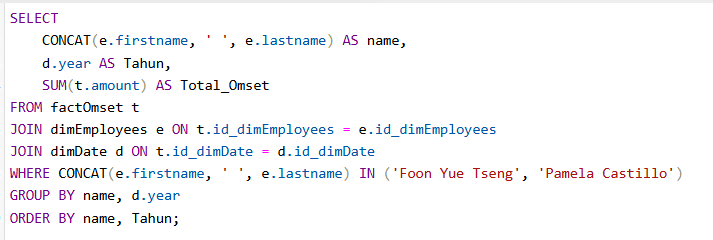 SELECT
    CONCAT(e.firstname, ' ', e.lastname) AS name,
    d.year AS Tahun,
    SUM(t.amount) AS Total_Omset
FROM factOmset t
JOIN dimEmployees e ON t.id_dimEmployees = e.id_dimEmployees
JOIN dimDate d ON t.id_dimDate = d.id_dimDate
WHERE CONCAT(e.firstname, ' ', e.lastname) IN ('Foon Yue Tseng', 'Pamela Castillo')
GROUP BY name, d.year
ORDER BY name, Tahun;